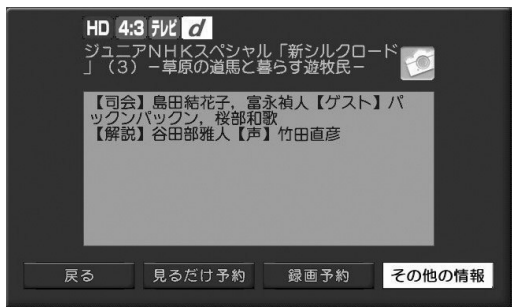 HD 4:3 テレビ d
ジュニアNHKスペシャル「新シルクロード
」（3）－草原の道馬と暮らす遊牧民－
【司会】島田結花子，富永禎人【ゲスト】パ
ックンパックン，桜部和歌
【解説】谷田部雅人【声】竹田直彦
戻る 見るだけ予約 録画予約 その他の情報